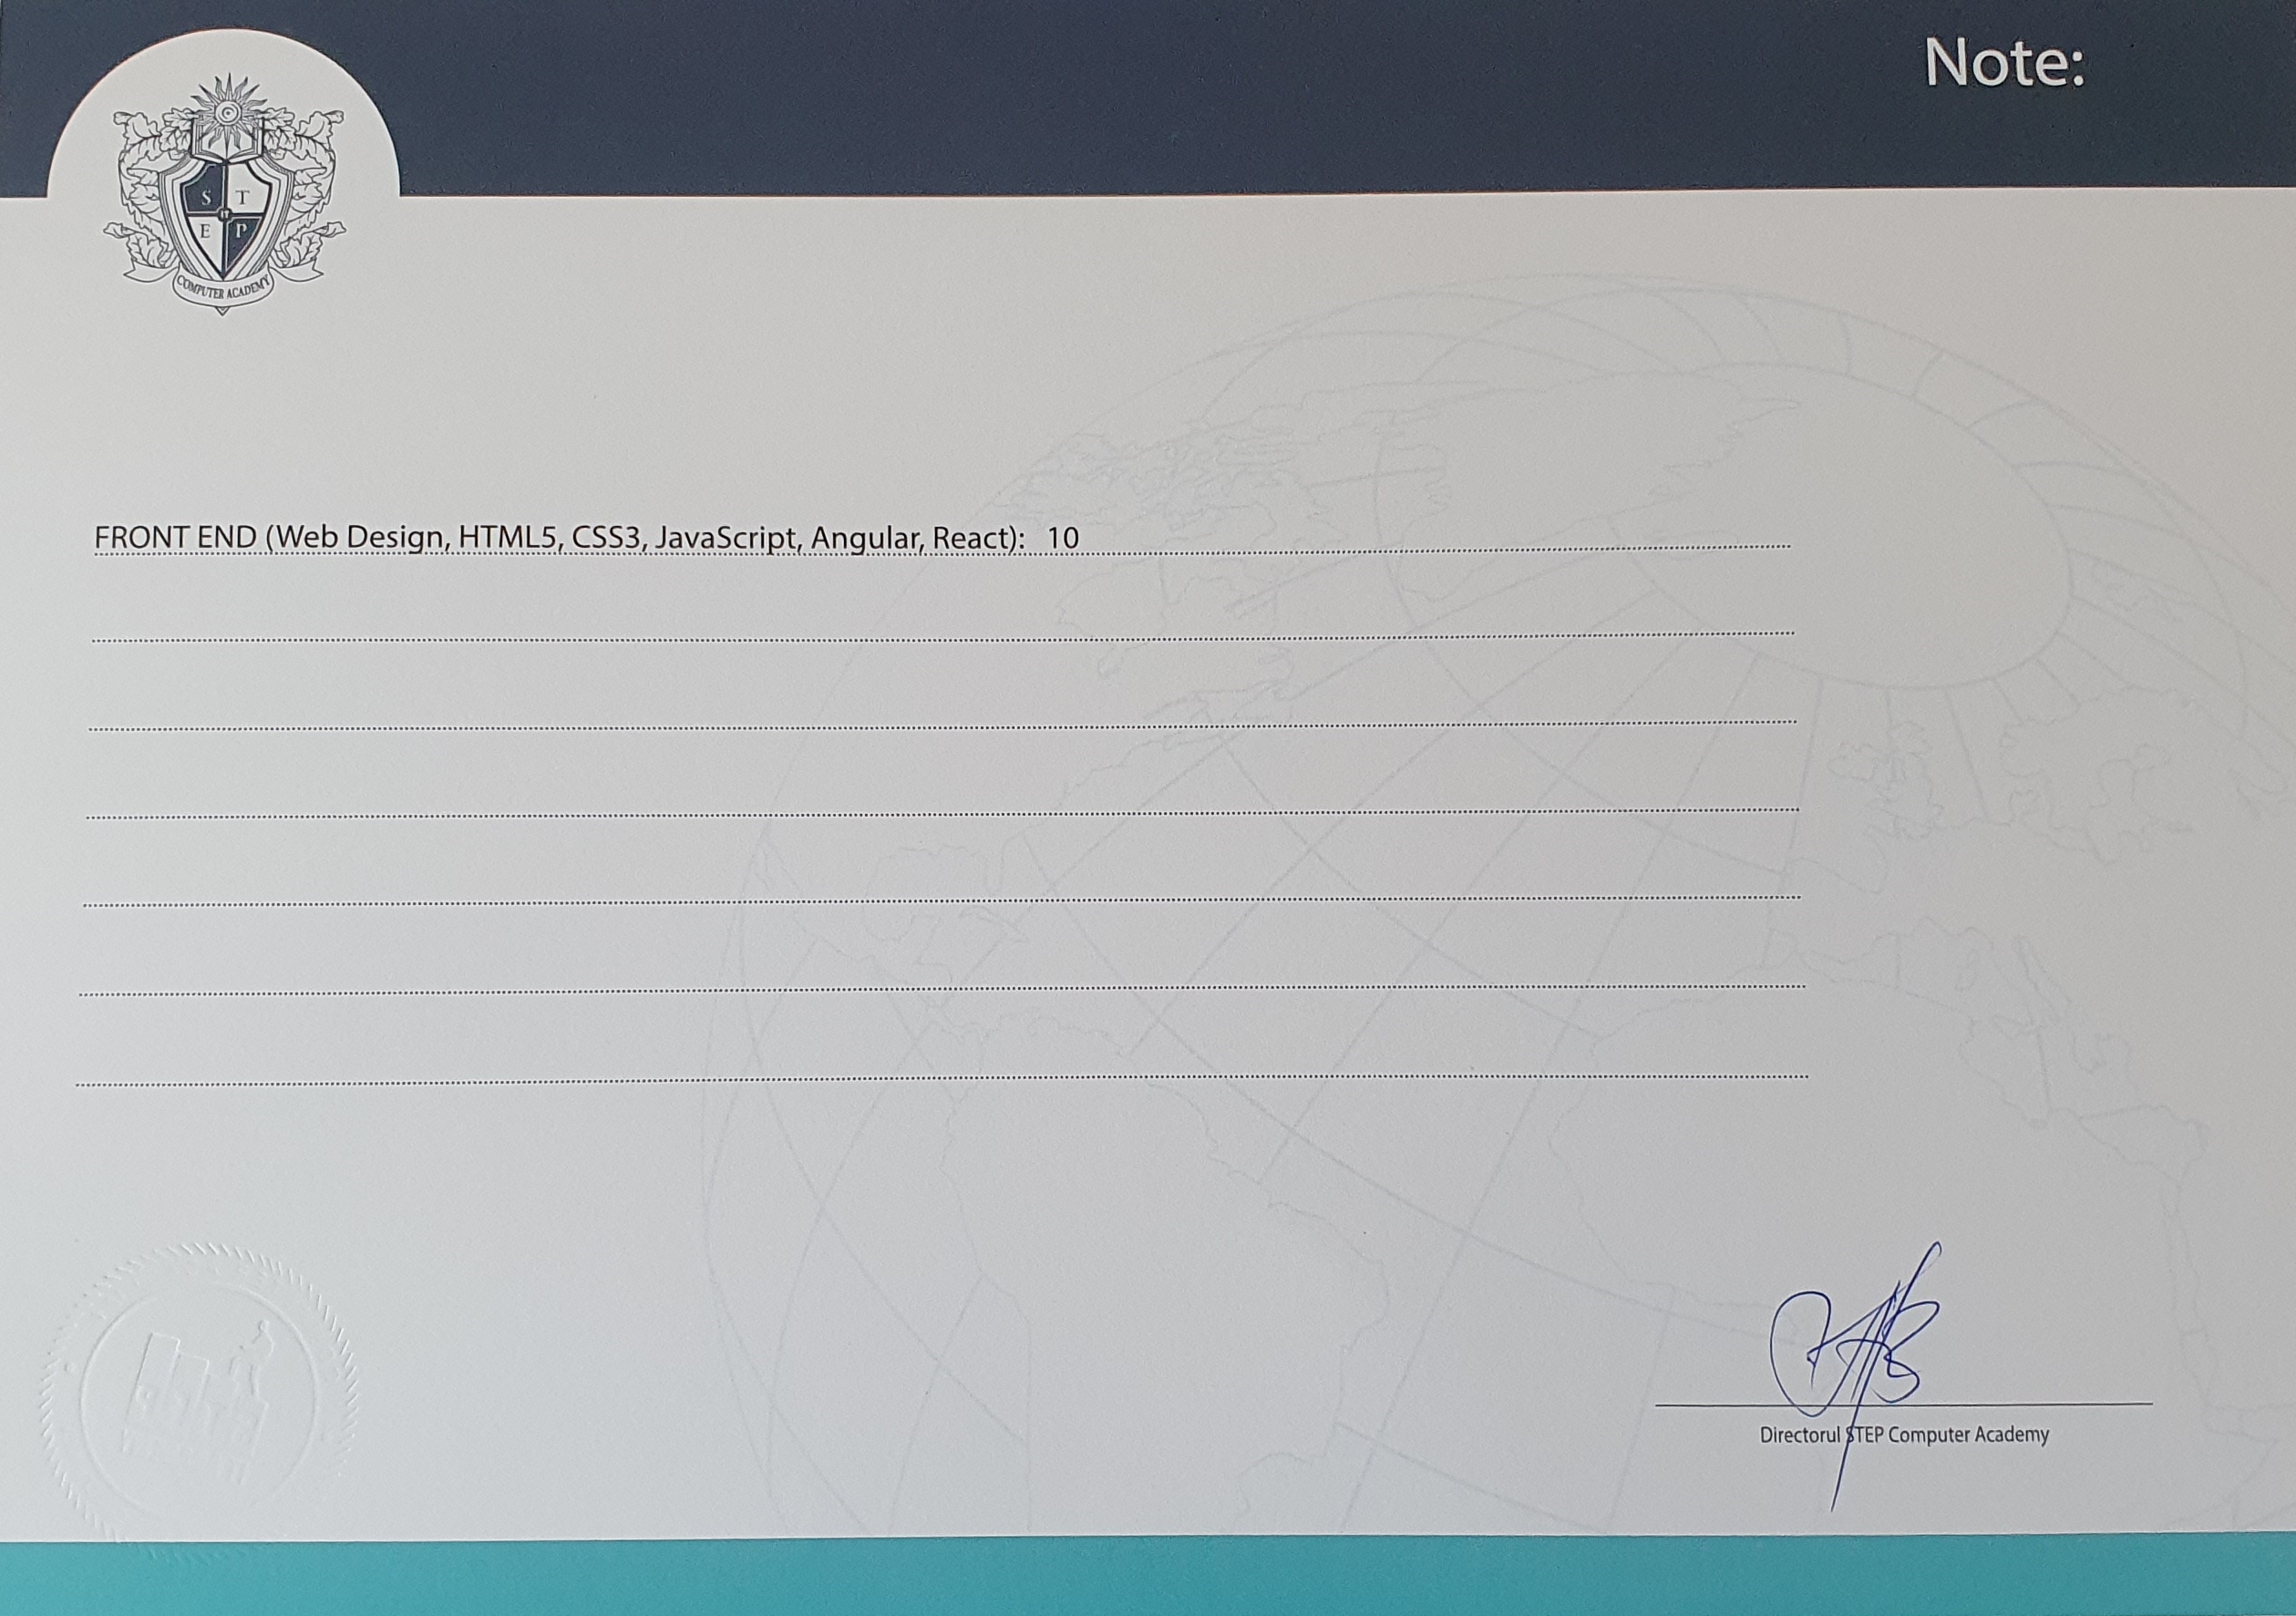 Note:
S T
E P
COMPUTER ACADEMY
FRONT END (Web Design, HTML5, CSS3, JavaScript, Angular, React): 10
Directorul STEP Computer Academy